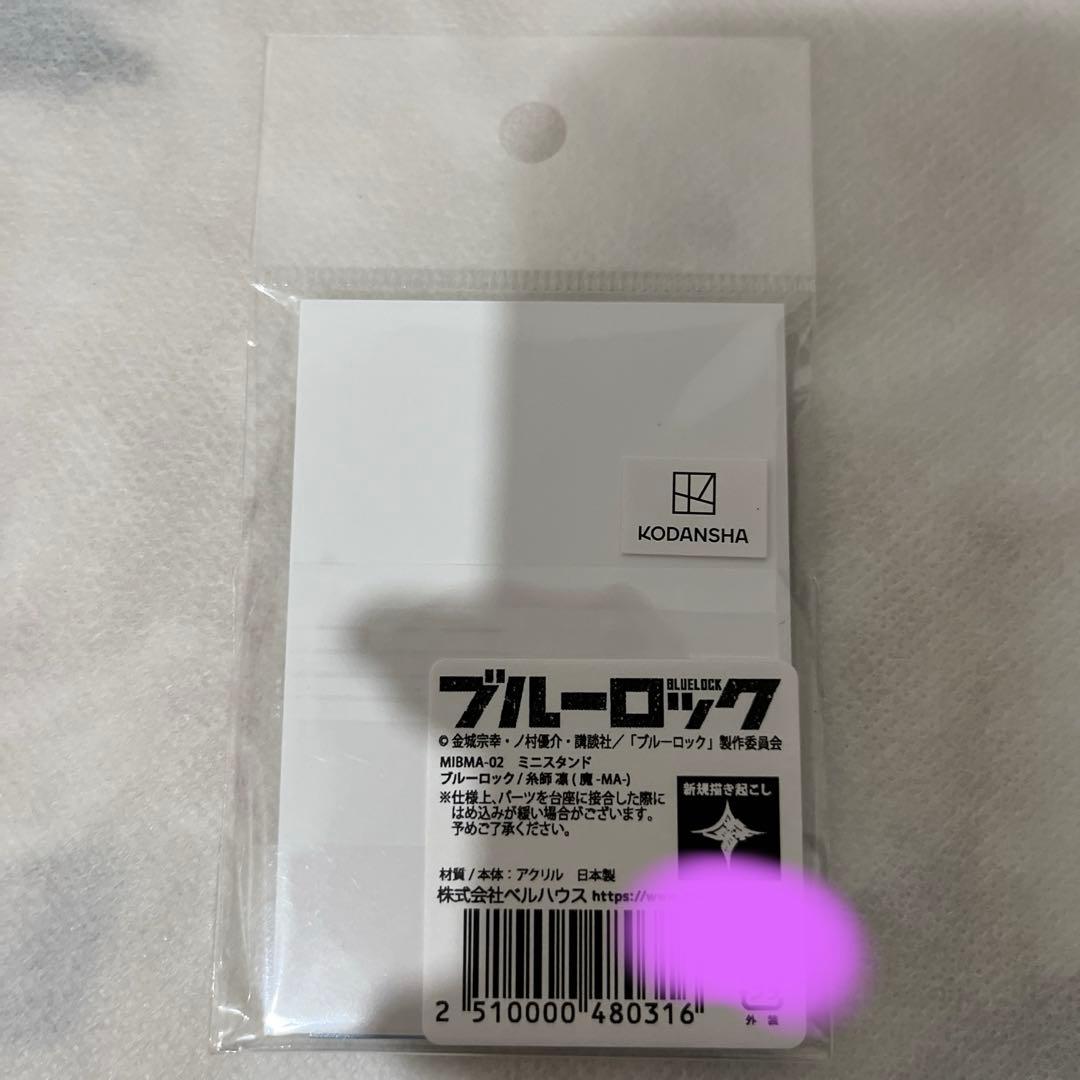 KODANSHA
ブルーロック
BLUELOCK
© 金城宗幸・ノ村優介・講談社／「ブルーロック」製作委員会
MIBMA-02 ミニスタンド
ブルーロック / 糸師 凛 ( 魔 -MA-)
※仕様上、パーツを台座に接合した際に
はめ込みが緩い場合がございます。
予めご了承ください。
新規描き起こし
材質 / 本体：アクリル 日本製
株式会社ベルハウス https://w
2 510000 480316
外装